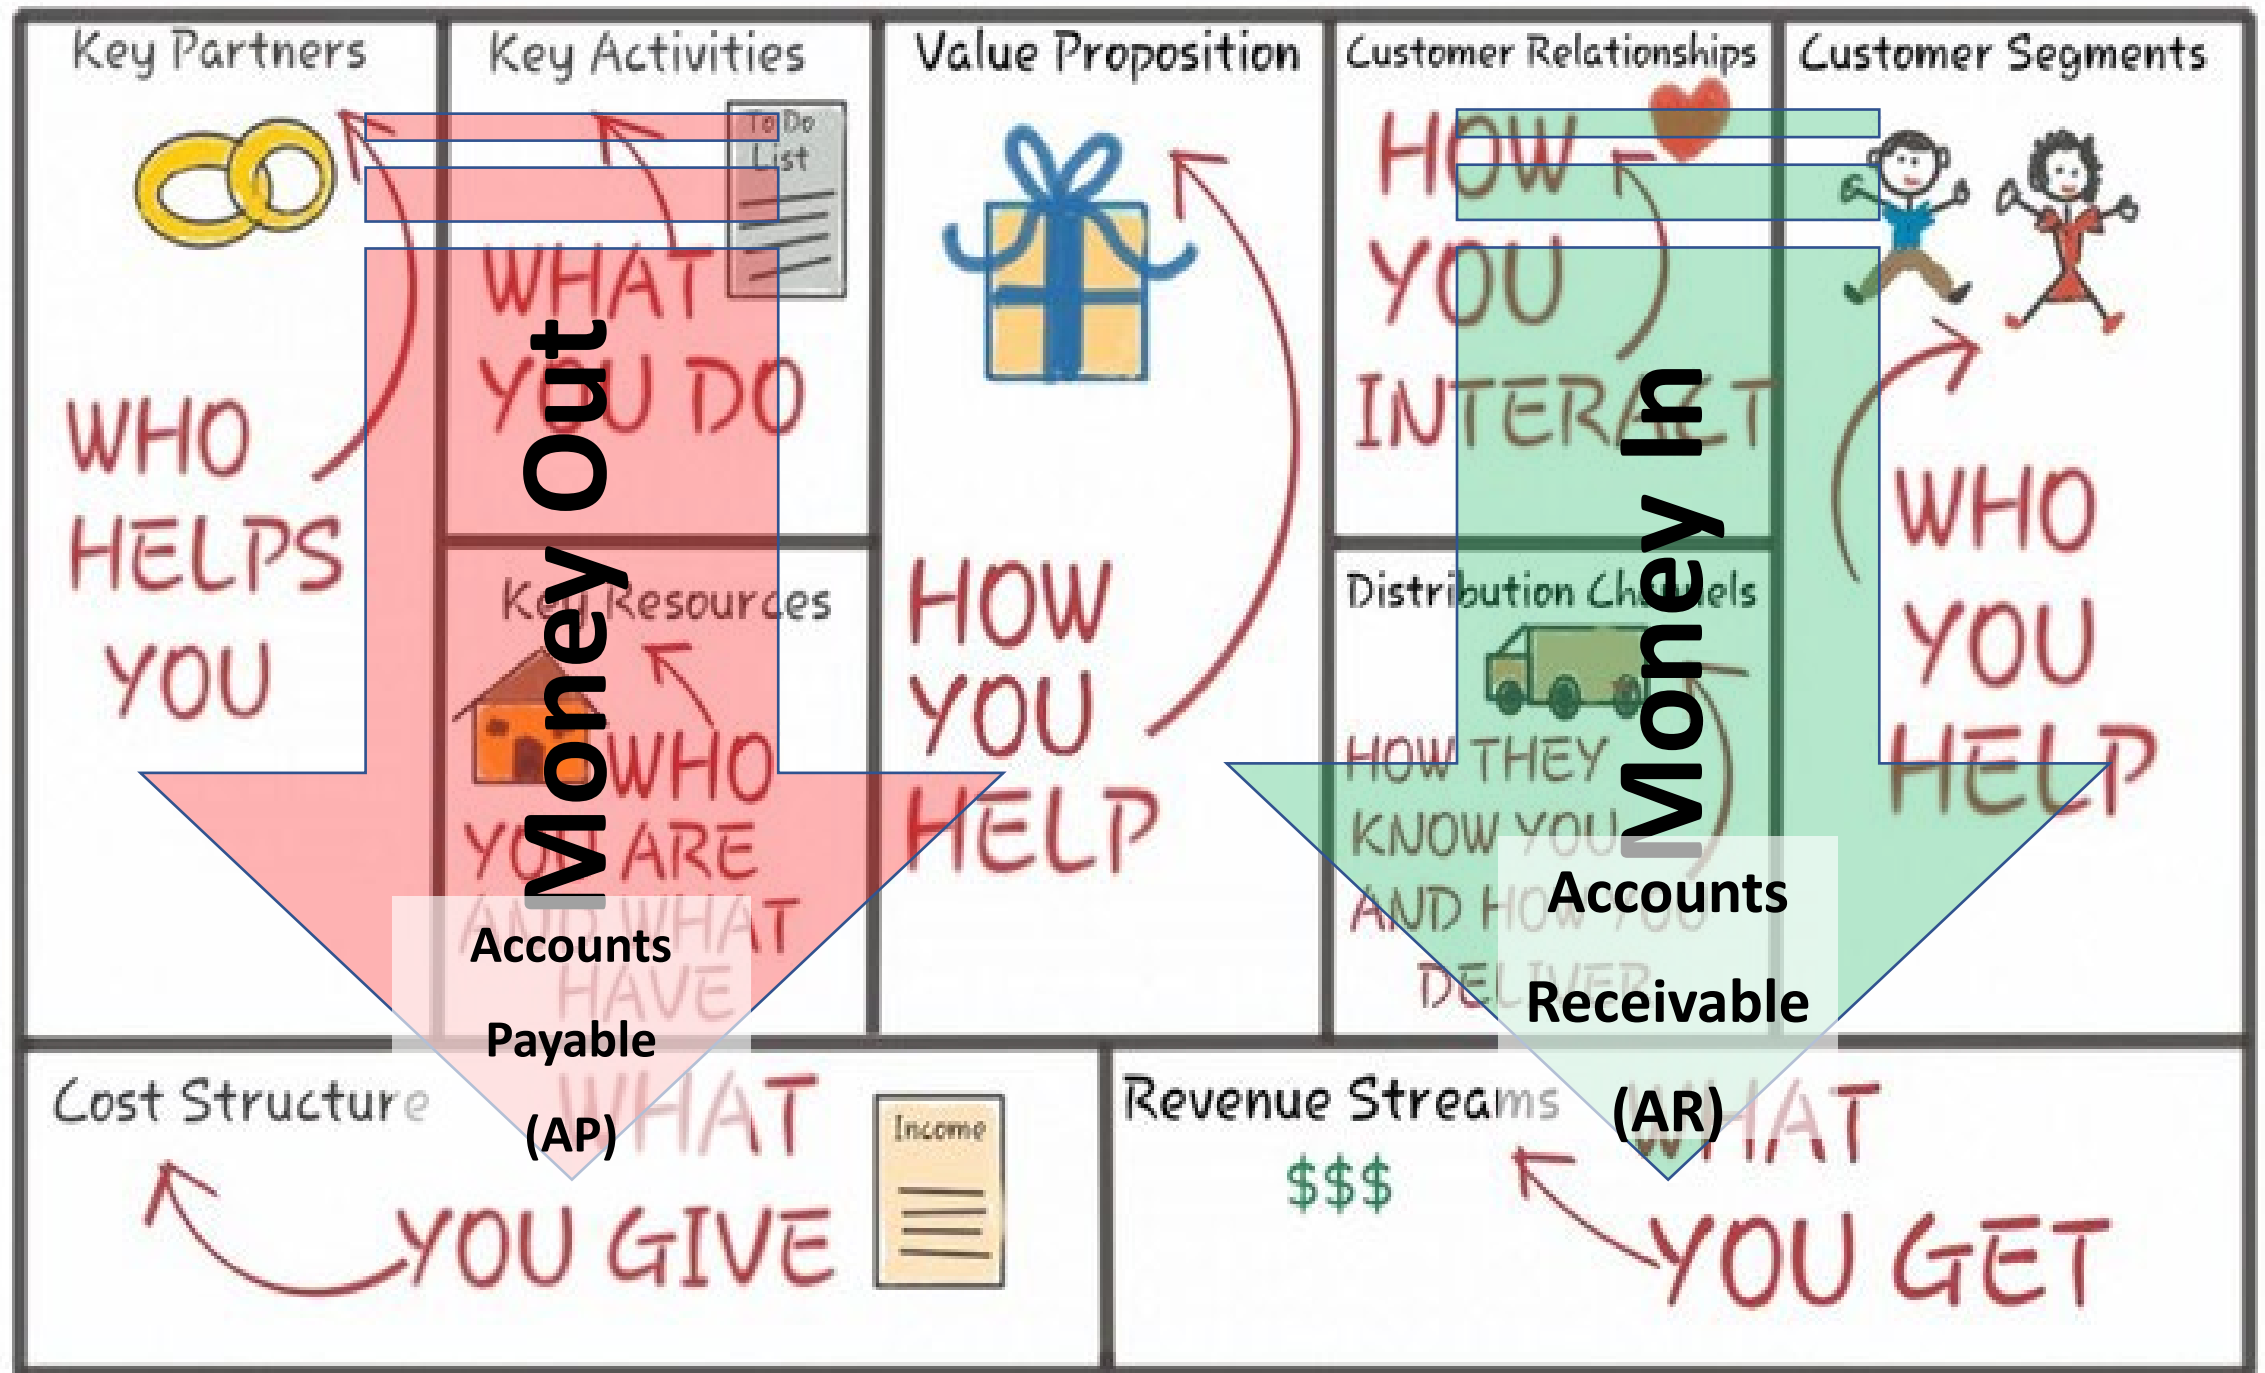 Key Partners
WHO
HELPS
YOU
Key Activities
To Do
List
WHAT
YOU DO
Key Resources
WHO
YOU ARE
AND WHAT
HAVE
Value Proposition
HOW
YOU
HELP
Customer Relationships
HOW
YOU
INTERACT
Distribution Channels
HOW THEY
KNOW YOU
AND HOW YOU
DELIVER
Customer Segments
WHO
YOU
HELP
Cost Structure
WHAT
YOU GIVE
Income
Revenue Streams
$$$
WHAT
YOU GET
Money Out
Accounts
Payable
(AP)
Money In
Accounts
Receivable
(AR)